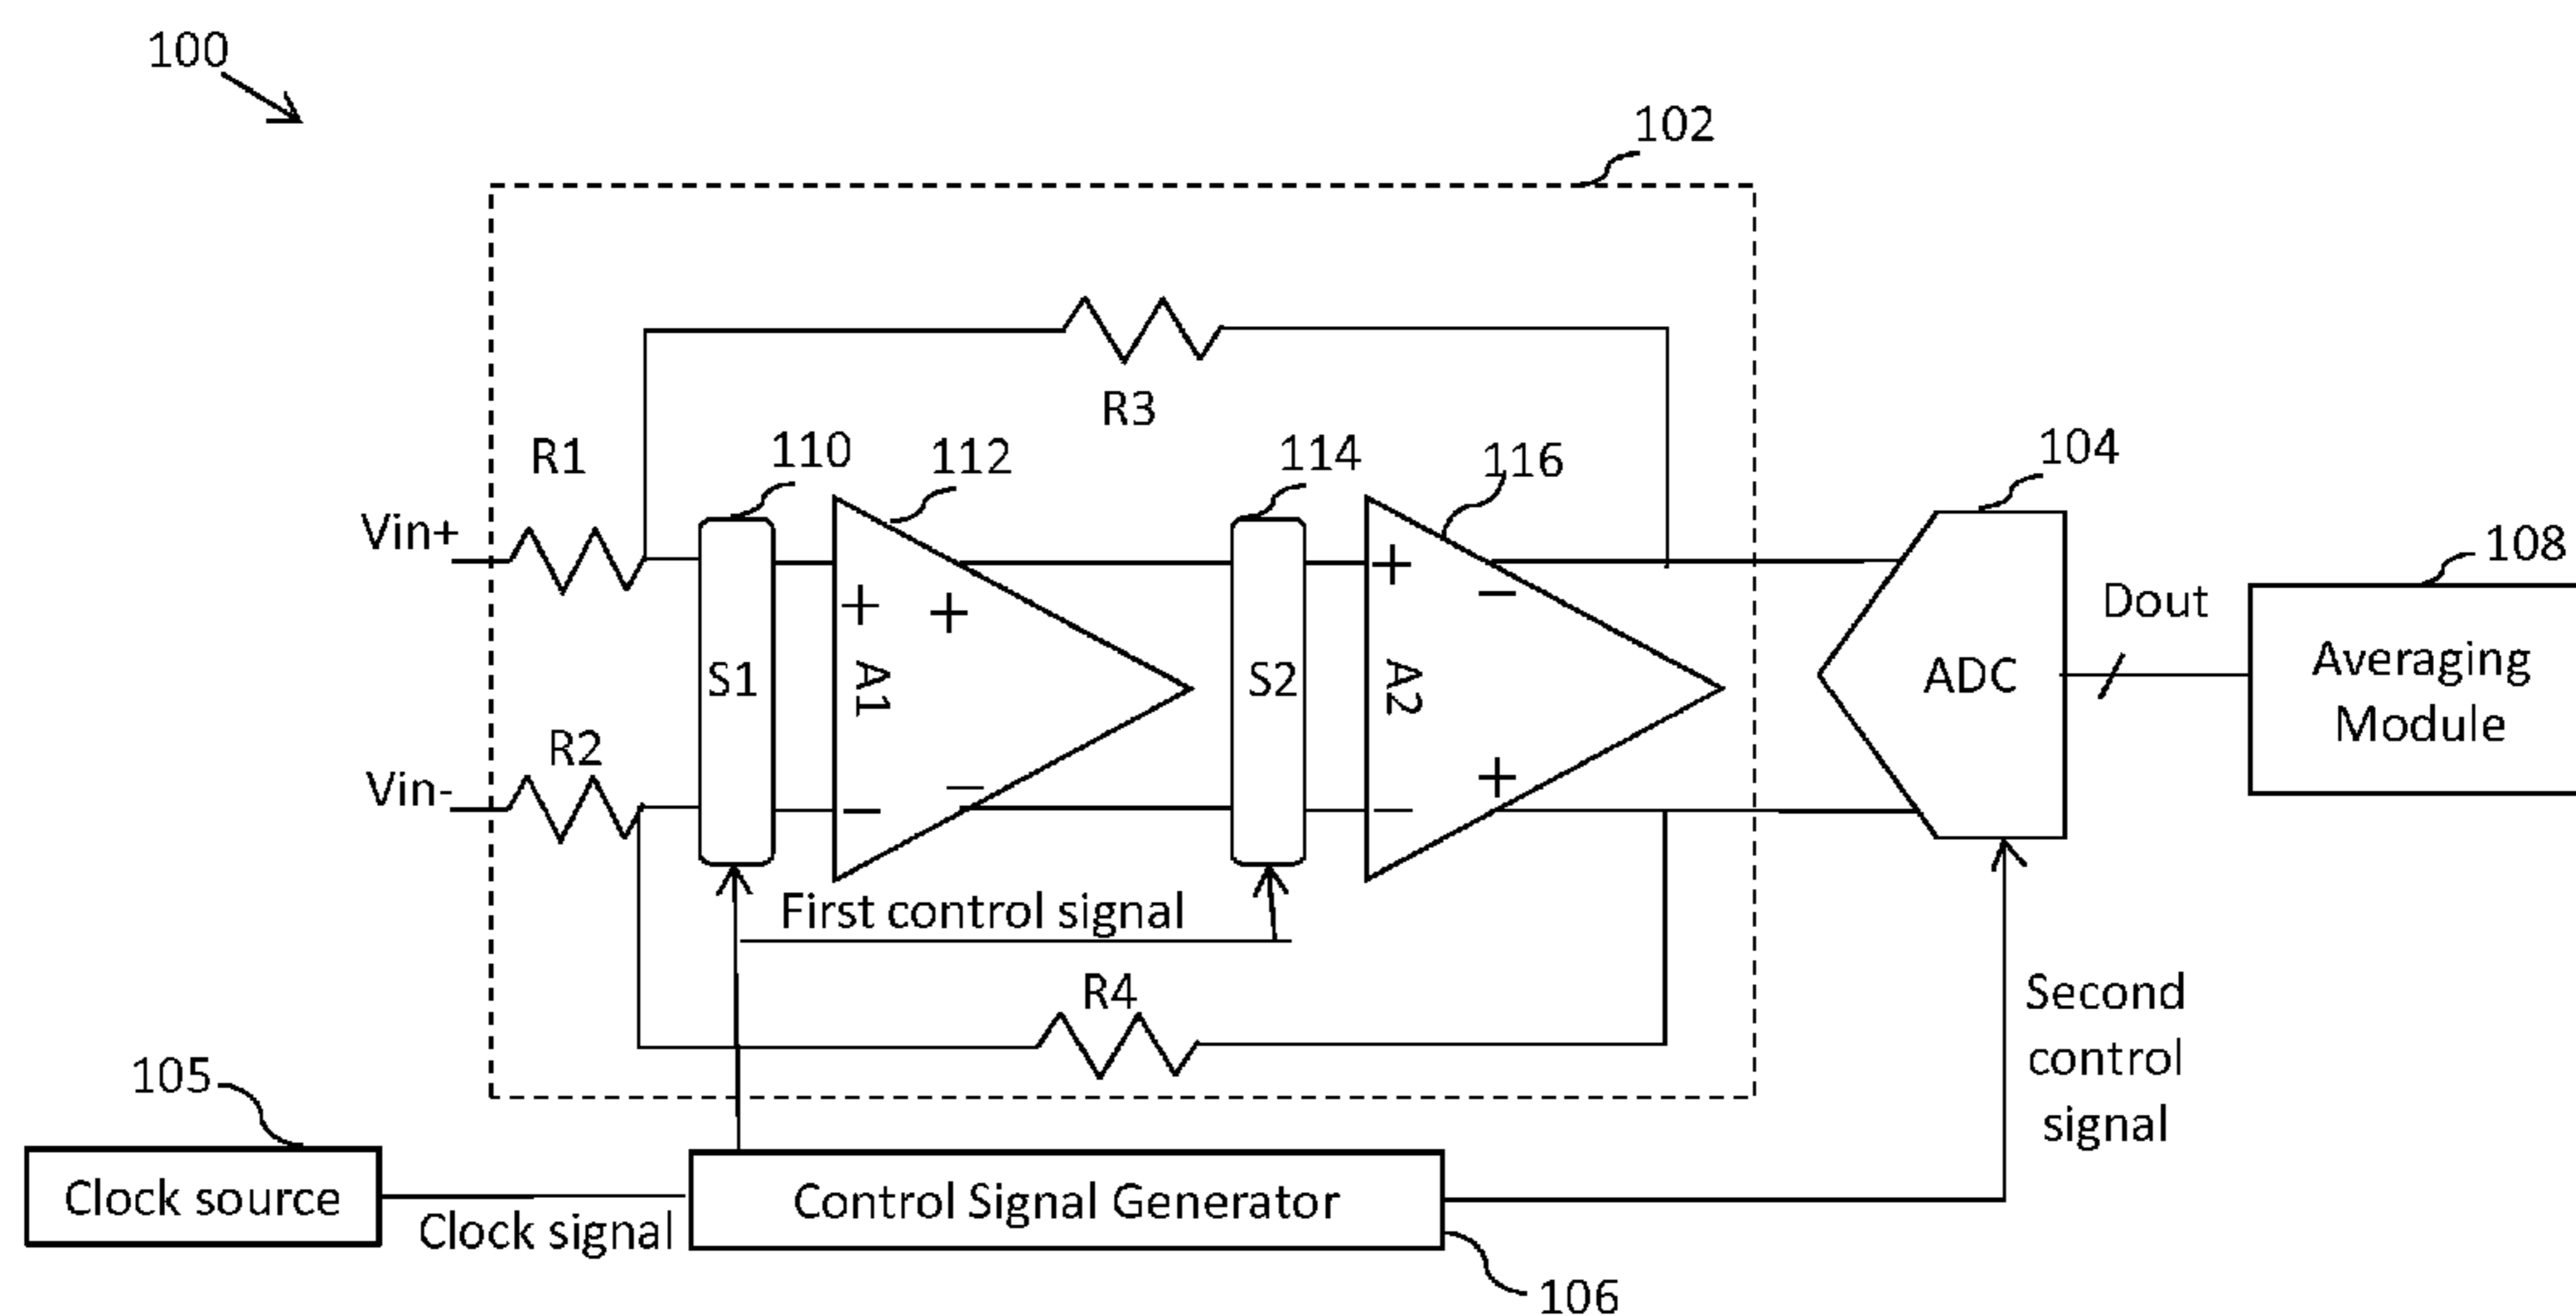 100
102
R3
R1
110
112
114
116
104
Vin+
108
Dout
S1
A1
+
+
S2
A2
+
−
ADC
Averaging
Module
R2
Vin-
−
−
−
+
First control signal
R4
Second
control
signal
105
Clock source
Clock signal
Control Signal Generator
106